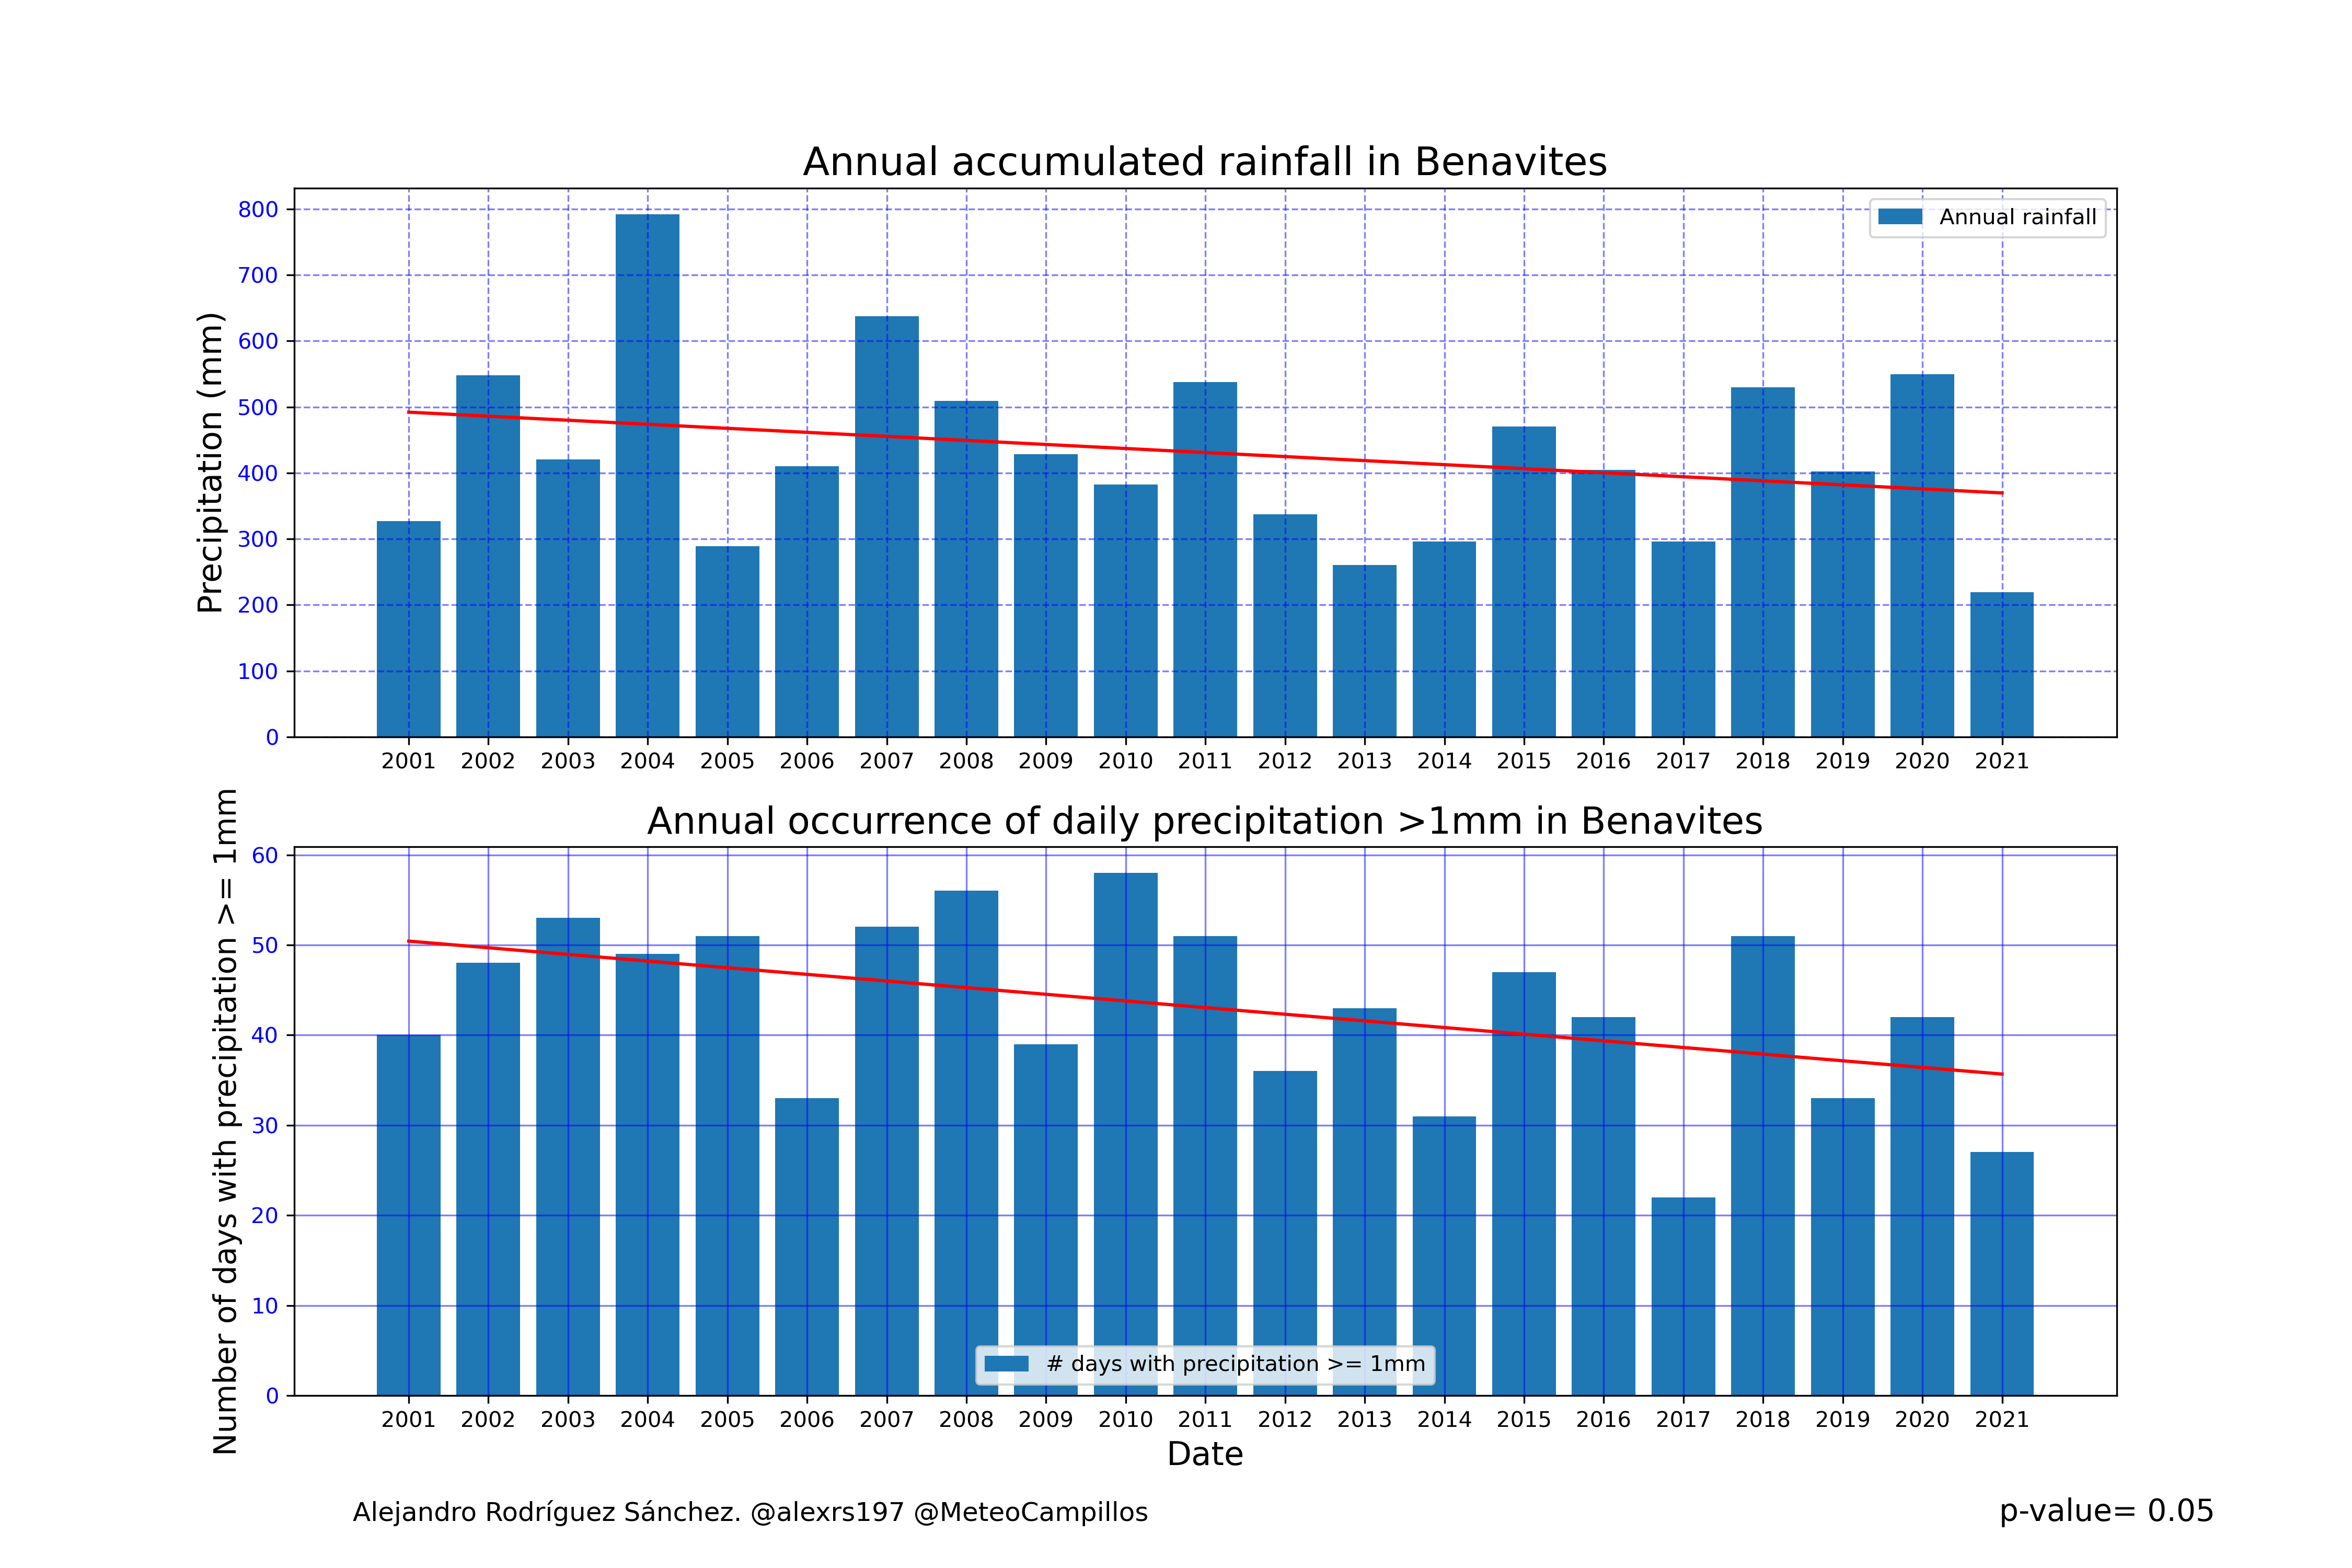 Annual accumulated rainfall in Benavites
Precipitation (mm)
800
700
600
500
400
300
200
100
0
Annual rainfall
2001 2002 2003 2004 2005 2006 2007 2008 2009 2010 2011 2012 2013 2014 2015 2016 2017 2018 2019 2020 2021
Annual occurrence of daily precipitation >1mm in Benavites
Number of days with precipitation >= 1mm
60
50
40
30
20
10
0
# days with precipitation >= 1mm
2001 2002 2003 2004 2005 2006 2007 2008 2009 2010 2011 2012 2013 2014 2015 2016 2017 2018 2019 2020 2021
Date
Alejandro Rodríguez Sánchez. @alexrs197 @MeteoCampillos
p-value= 0.05